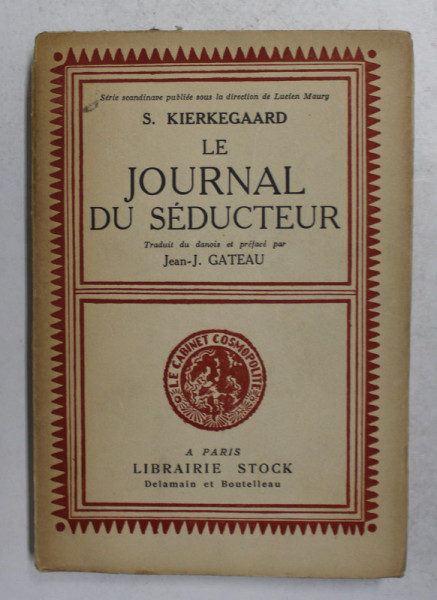 Série scandinave publiée sous la direction de Lucien Maury
S. KIERKEGAARD
LE
JOURNAL
DU SÉDUCTEUR
Traduit du danois et préfacé par
Jean-J. GATEAU
LE CABINET COSMOPOLITE
A PARIS
LIBRAIRIE STOCK
Delamain et Boutelleau